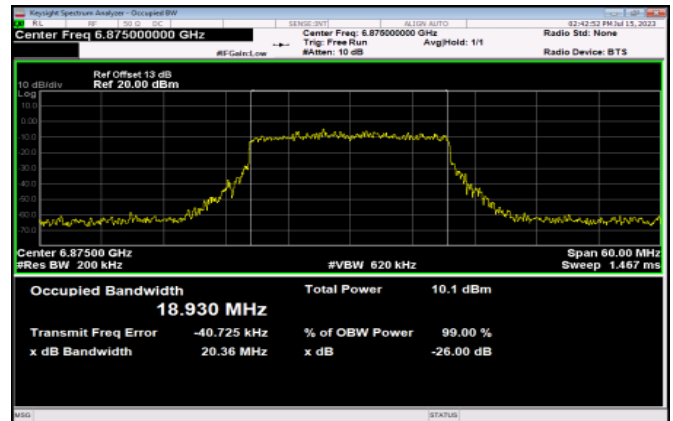 Keysight Spectrum Analyzer - Occupied BW
RL RF 50 Ω DC SENSE:INT ALIGN AUTO 02:42:52 PM Jul 15, 2023
Center Freq 6.875000000 GHz Center Freq: 6.875000000 GHz Radio Std: None
Trig: Free Run Avg|Hold: 1/1
#IFGain:Low #Atten: 10 dB Radio Device: BTS
Ref Offset 13 dB
10 dB/div Ref 20.00 dBm
Log
10.0
0.00
-10.0
-20.0
-30.0
-40.0
-50.0
-60.0
-70.0
Center 6.87500 GHz Span 60.00 MHz
#Res BW 200 kHz #VBW 620 kHz Sweep 1.467 ms
Occupied Bandwidth Total Power 10.1 dBm
18.930 MHz
Transmit Freq Error -40.725 kHz % of OBW Power 99.00 %
x dB Bandwidth 20.36 MHz x dB -26.00 dB
MSG STATUS